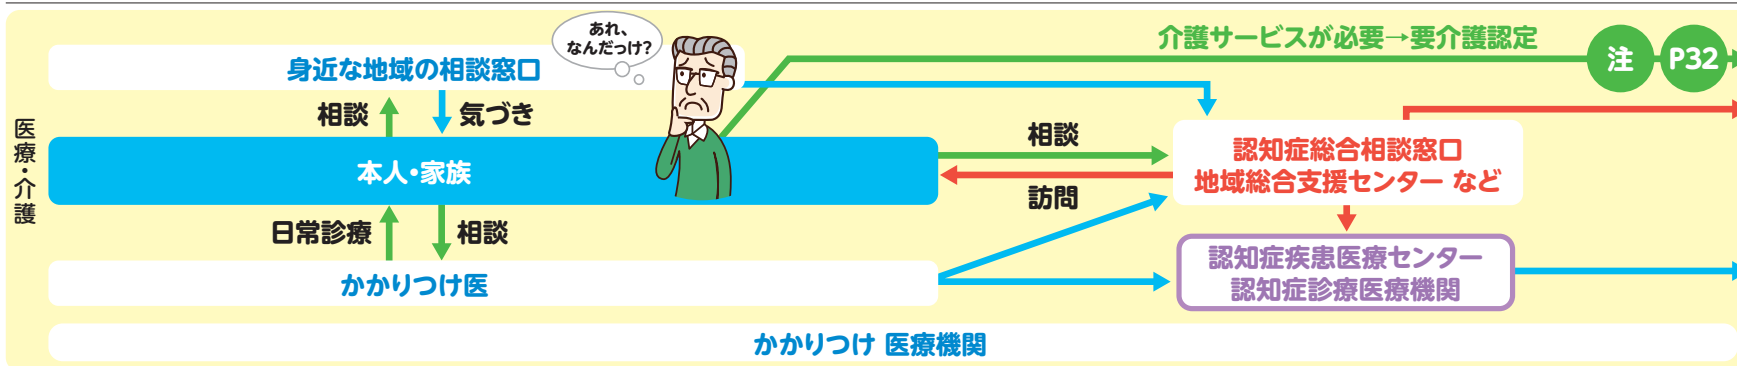 あれ、
なんだっけ？
介護サービスが必要→要介護認定
注
P32
身近な地域の相談窓口
相談
気づき
医療・介護
本人・家族
相談
訪問
認知症総合相談窓口
地域総合支援センター など
日常診療
相談
かかりつけ医
認知症疾患医療センター
認知症診療医療機関
かかりつけ 医療機関